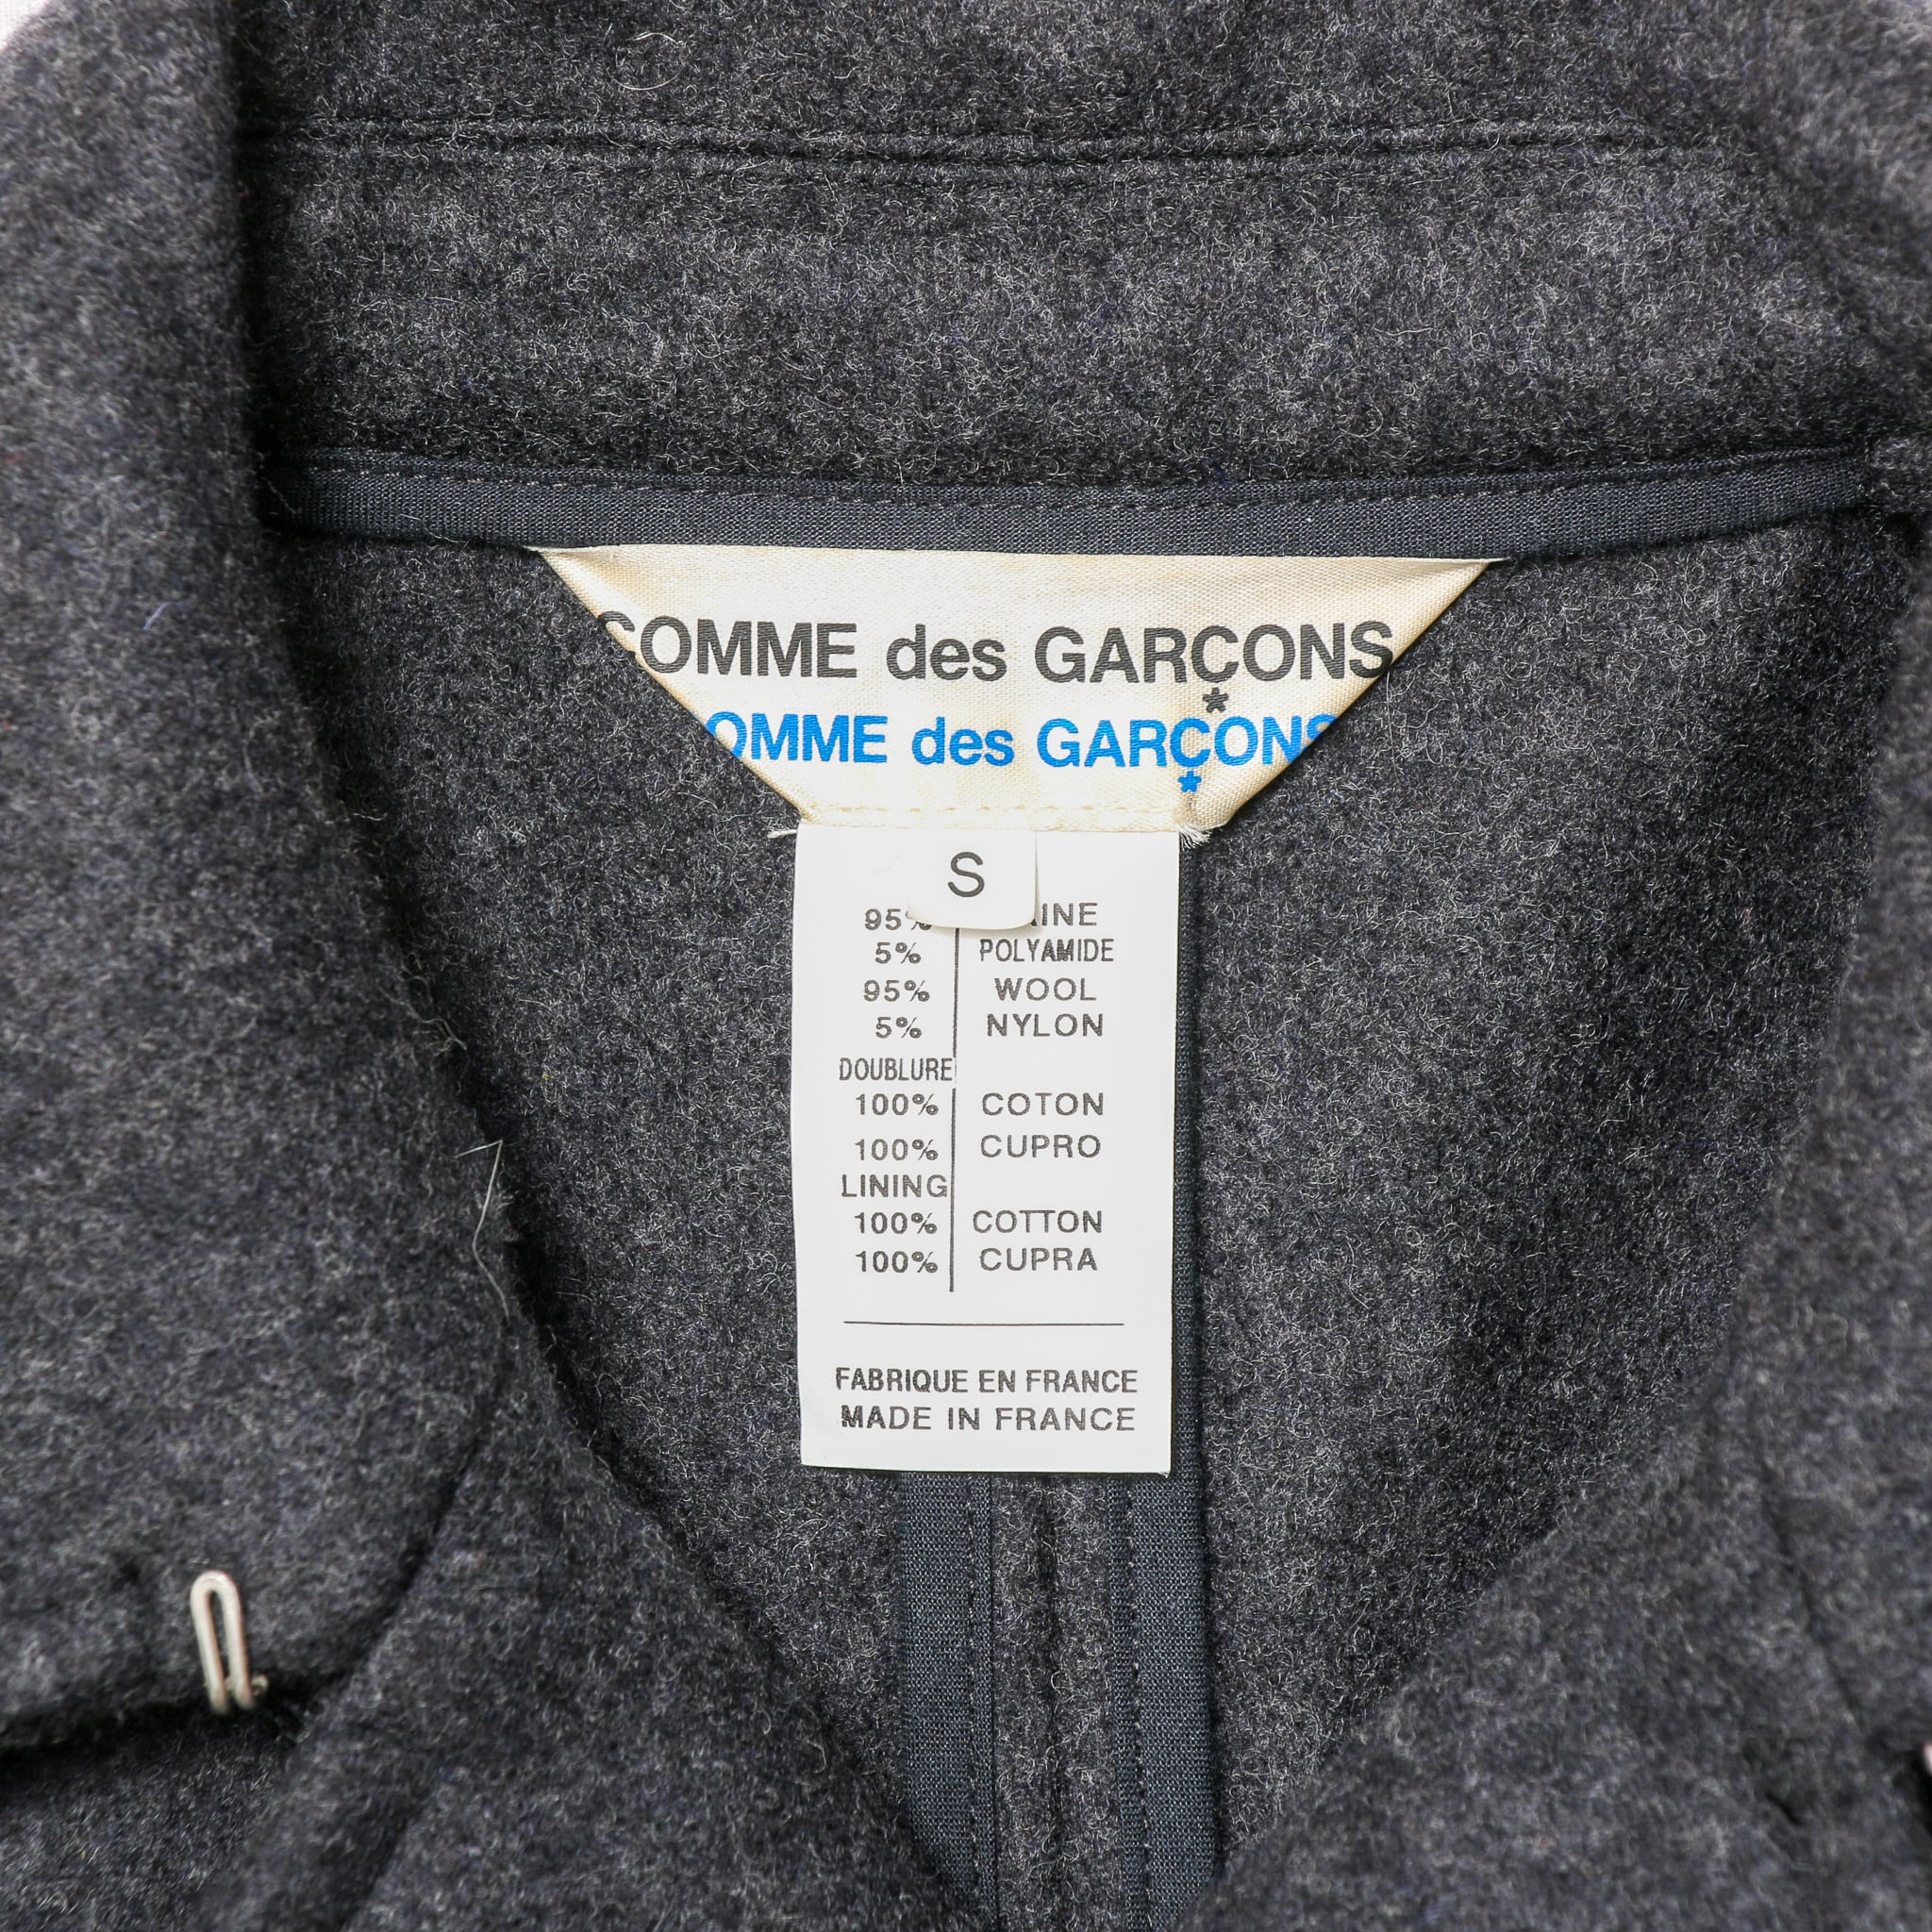 COMME des GARÇONS
COMME des GARÇONS
S
95%
5% POLYAMIDE
95% WOOL
5% NYLON
DOUBLURE
100% COTON
100% CUPRO
LINING
100% COTTON
100% CUPRA
FABRIQUE EN FRANCE
MADE IN FRANCE